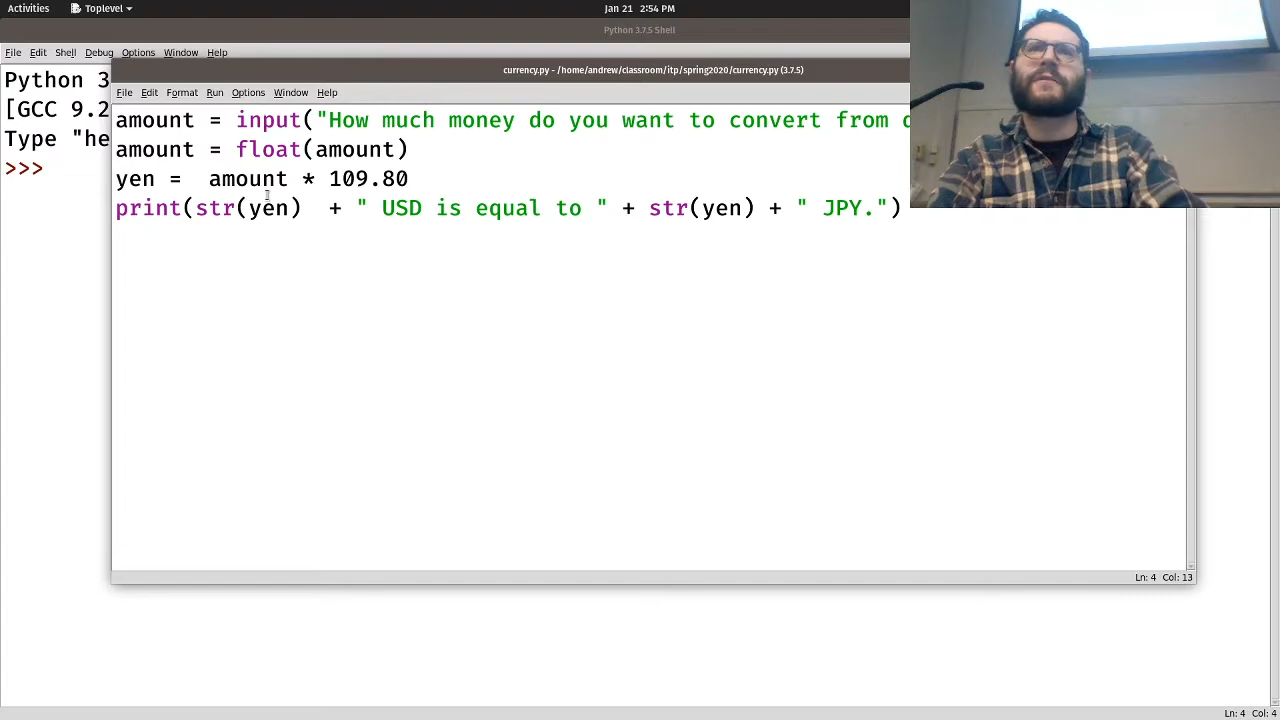 Activities Toplevel Jan 21 2:54 PM
Python 3.7.5 Shell
File Edit Shell Debug Options Window Help
Python 3
[GCC 9.2
Type "he
>>>
currency.py - /home/andrew/classroom/itp/spring2020/currency.py (3.7.5)
File Edit Format Run Options Window Help
amount = input("How much money do you want to convert from
amount = float(amount)
yen =  amount * 109.80
print(str(yen)  + " USD is equal to " + str(yen) + " JPY.")
Ln: 4 Col: 13
Ln: 4 Col: 4